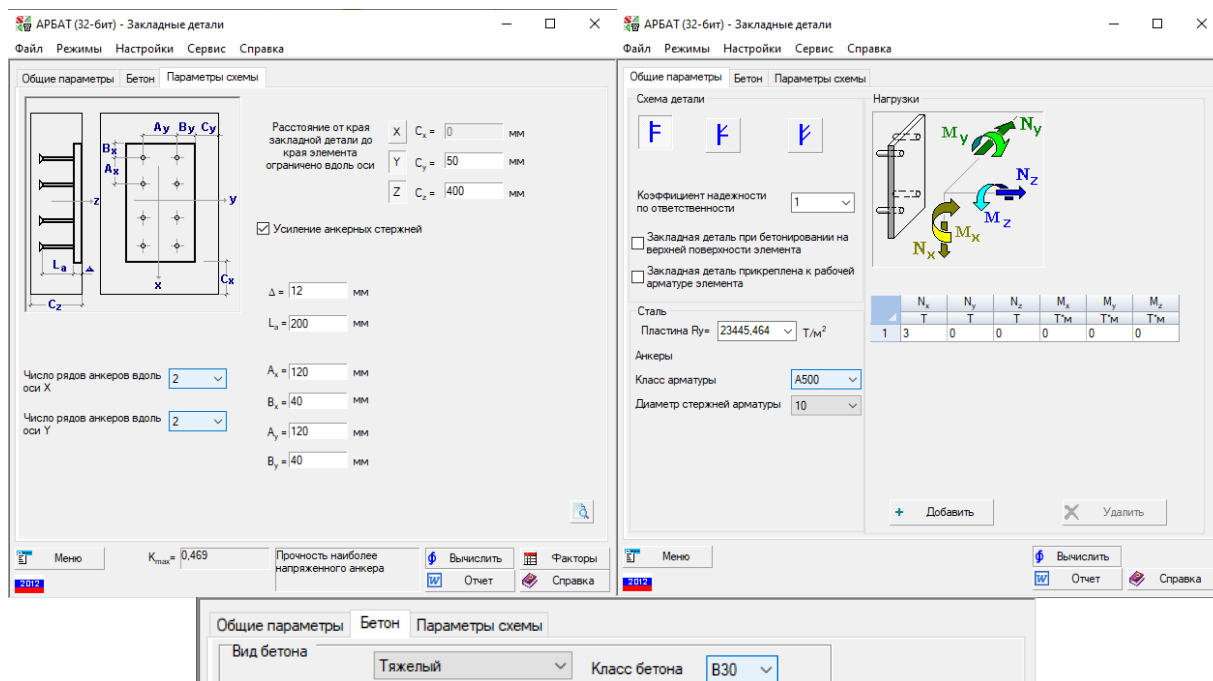 АРБАТ (32-бит) - Закладные детали
Файл Режимы Настройки Сервис Справка
Общие параметры Бетон Параметры схемы
Ay By Cy
Bx
Ax
z
y
La
Δ
x
Cx
Cz
Расстояние от края
закладной детали до
края элемента
ограничено вдоль оси
X Cx = 0 мм
Y Cy = 50 мм
Z Cz = 400 мм
Усиление анкерных стержней
Δ = 12 мм
La = 200 мм
Ax = 120 мм
Bx = 40 мм
Ay = 120 мм
By = 40 мм
Число рядов анкеров вдоль
оси X
2
Число рядов анкеров вдоль
оси Y
2
Меню
Kmax= 0,469
Прочность наиболее
напряженного анкера
Вычислить Факторы
Отчет Справка
2012
АРБАТ (32-бит) - Закладные детали
Файл Режимы Настройки Сервис Справка
Общие параметры Бетон Параметры схемы
Схема детали
Коэффициент надежности
по ответственности
1
Закладная деталь при бетонировании на
верхней поверхности элемента
Закладная деталь прикреплена к рабочей
арматуре элемента
Сталь
Пластина Ry= 23445,464 Т/м²
Анкеры
Класс арматуры A500
Диаметр стержней арматуры 10
Нагрузки
My Ny
Nz
Mz
Mx
Nx
Nx Ny Nz Mx My Mz
Т Т Т Т*м Т*м Т*м
1 3 0 0 0 0 0
+ Добавить Удалить
Меню Вычислить
Отчет Справка
2012
Общие параметры Бетон Параметры схемы
Вид бетона
Тяжелый Класс бетона B30